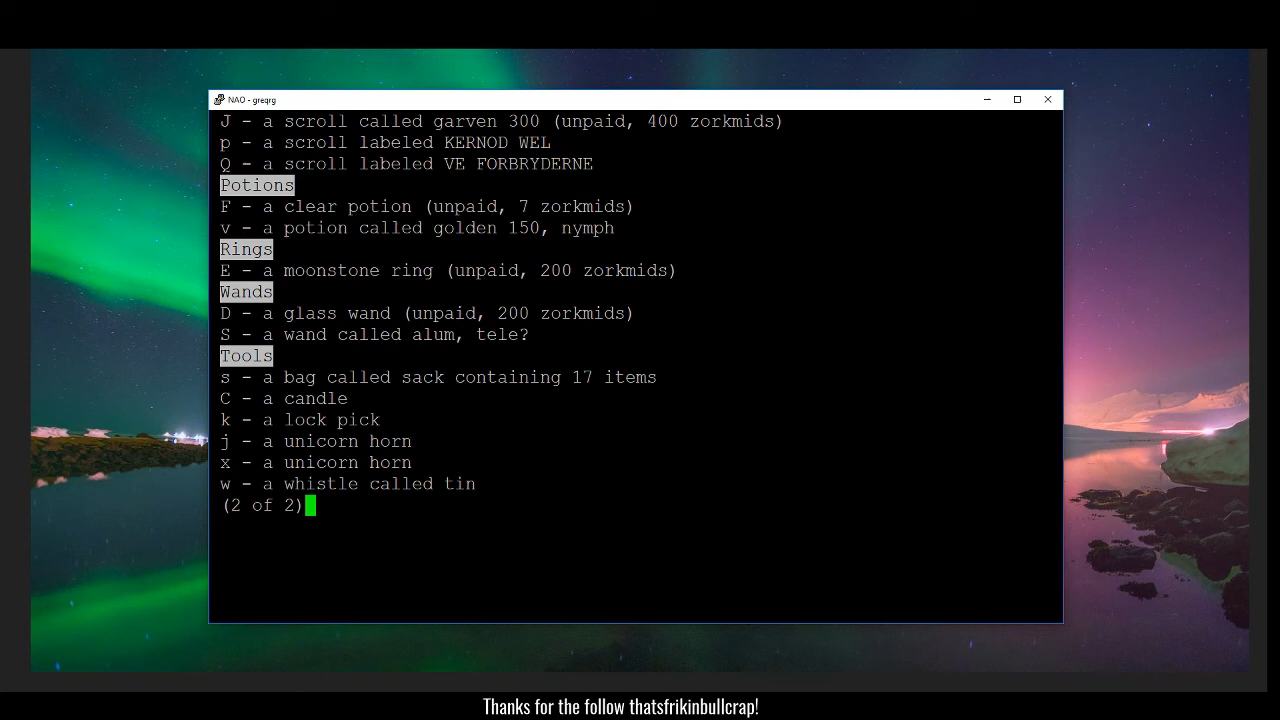 NAO - greqrg
J - a scroll called garven 300 (unpaid, 400 zorkmids)
p - a scroll labeled KERNOD WEL
Q - a scroll labeled VE FORBRYDERNE
Potions
F - a clear potion (unpaid, 7 zorkmids)
v - a potion called golden 150, nymph
Rings
E - a moonstone ring (unpaid, 200 zorkmids)
Wands
D - a glass wand (unpaid, 200 zorkmids)
S - a wand called alum, tele?
Tools
s - a bag called sack containing 17 items
C - a candle
k - a lock pick
j - a unicorn horn
x - a unicorn horn
w - a whistle called tin
(2 of 2)
Thanks for the follow thatsfrikinbullcrap!